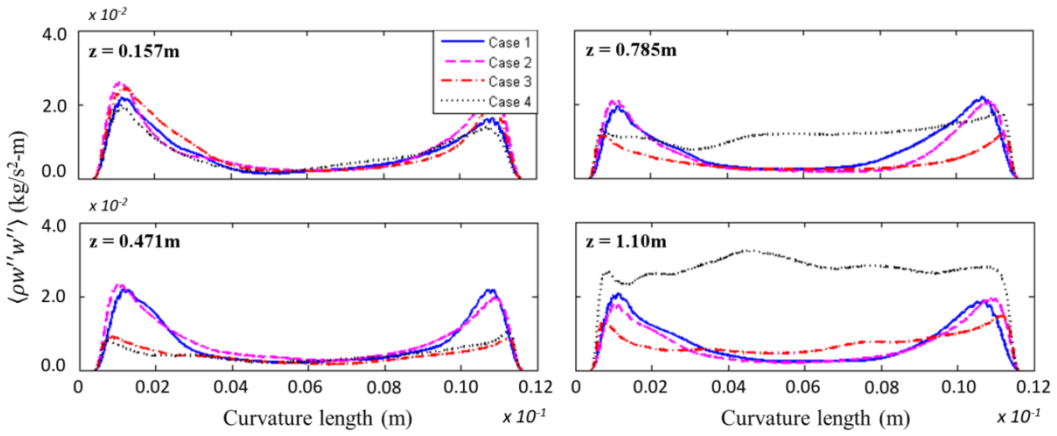 x 10⁻²
4.0
2.0
0.0
z = 0.157m
Case 1
Case 2
Case 3
Case 4
z = 0.785m
x 10⁻²
4.0
2.0
0.0
z = 0.471m
z = 1.10m
⟨ρw″w″⟩ (kg/s²-m)
0.02 0.04 0.06 0.08 0.10 0.12
0.02 0.04 0.06 0.08 0.10 0.12
Curvature length (m) x 10⁻¹
Curvature length (m) x 10⁻¹